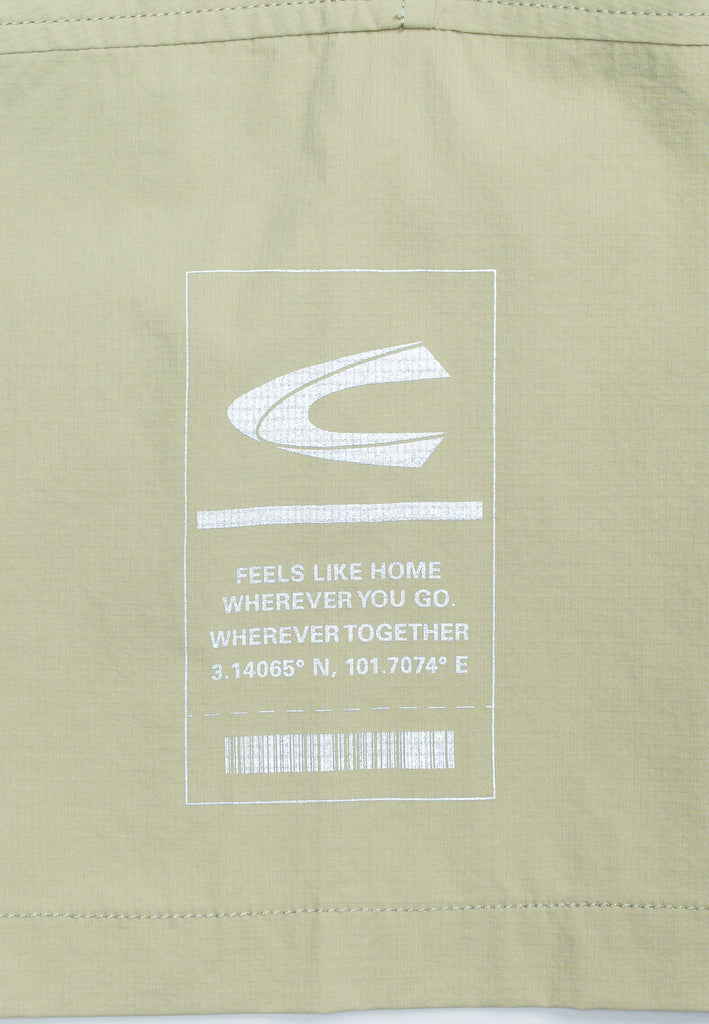 FEELS LIKE HOME
WHEREVER YOU GO.
WHEREVER TOGETHER
3.14065° N, 101.7074° E